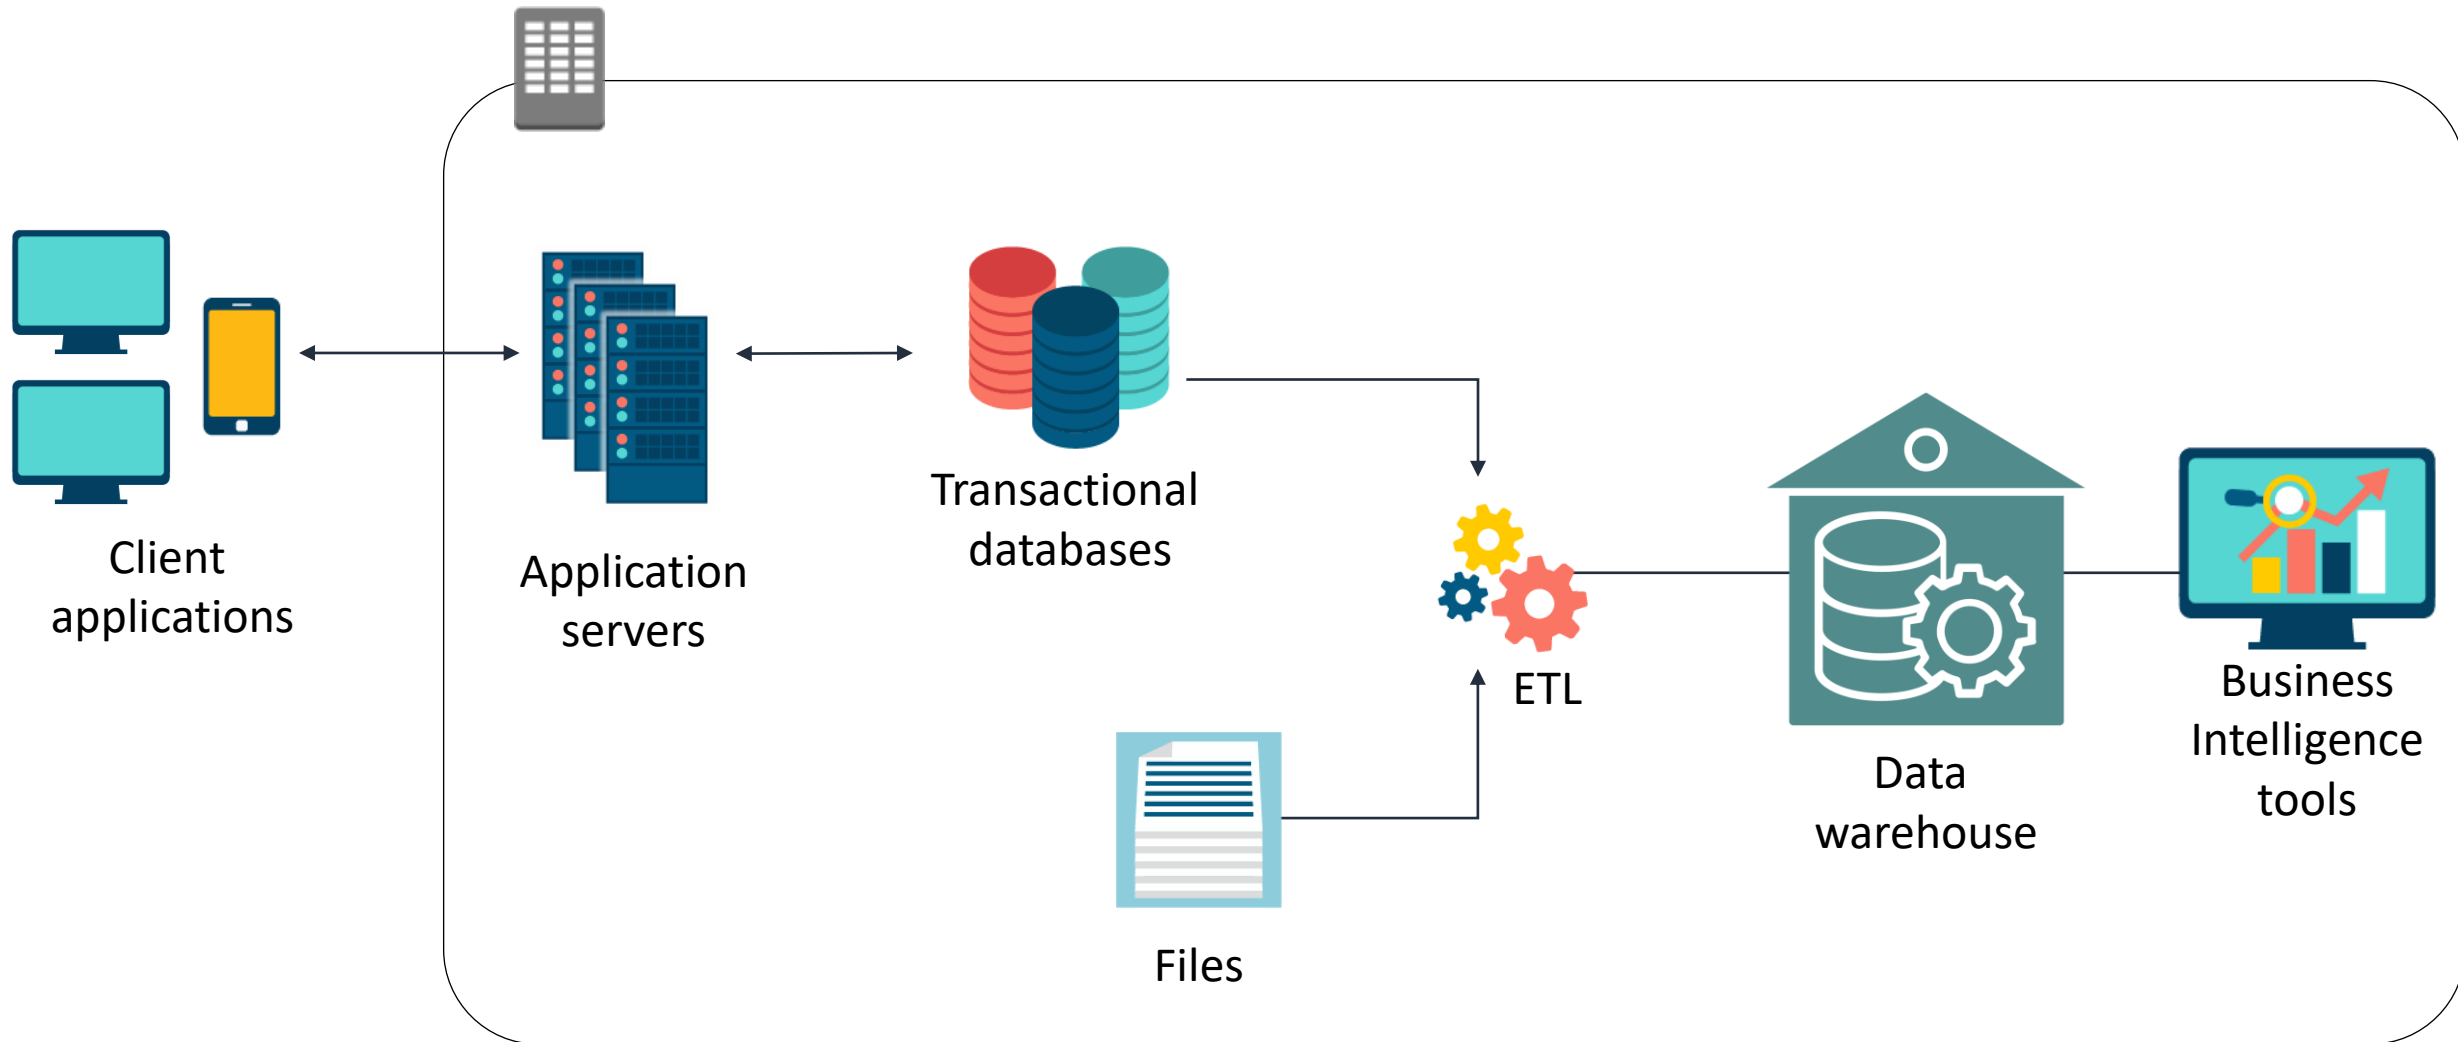 Client
applications
Application
servers
Transactional
databases
ETL
Files
Data
warehouse
Business
Intelligence
tools